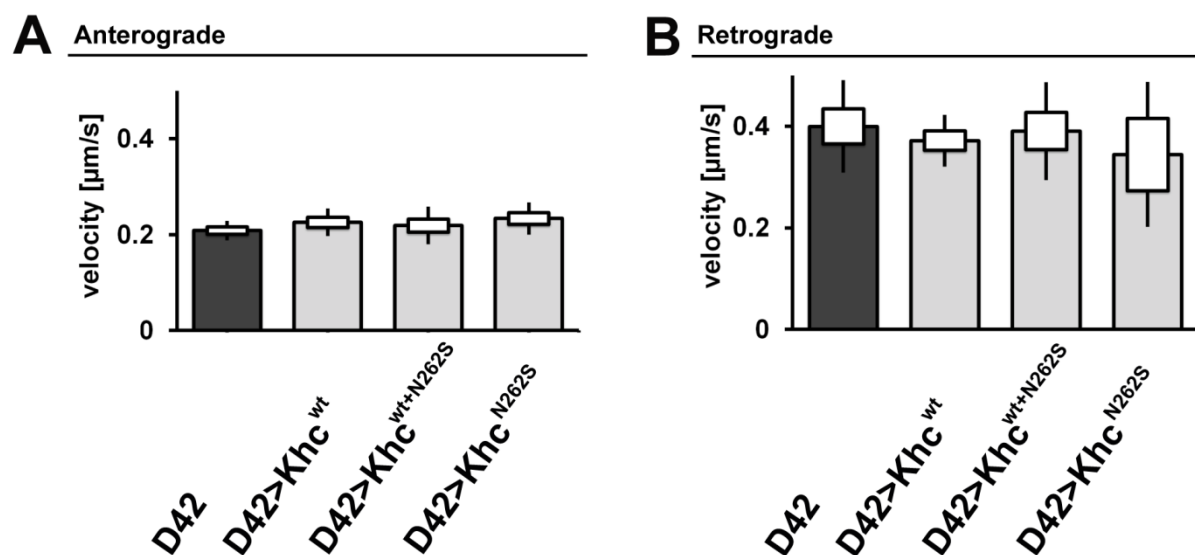 A Anterograde
velocity [µm/s]
0.4
0.2
0
D42
D42>Khc^wt
D42>Khc^wt+N262S
D42>Khc^N262S
B Retrograde
velocity [µm/s]
0.4
0.2
0
D42
D42>Khc^wt
D42>Khc^wt+N262S
D42>Khc^N262S